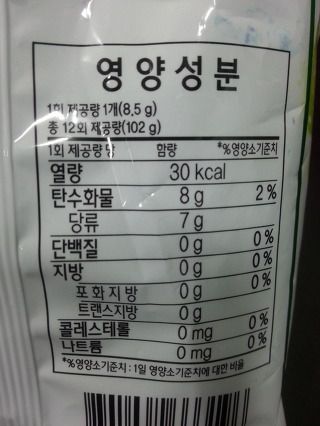 영양성분
1회 제공량 1개(8.5 g)
총 12회 제공량(102 g)
1회 제공량당 함량 *%영양소기준치
열량 30 kcal
탄수화물 8 g 2%
당류 7 g
단백질 0 g 0%
지방 0 g 0%
포화지방 0 g 0%
트랜스지방 0 g
콜레스테롤 0 mg 0%
나트륨 0 mg 0%
*%영양소기준치 : 1일 영양소기준치에 대한 비율